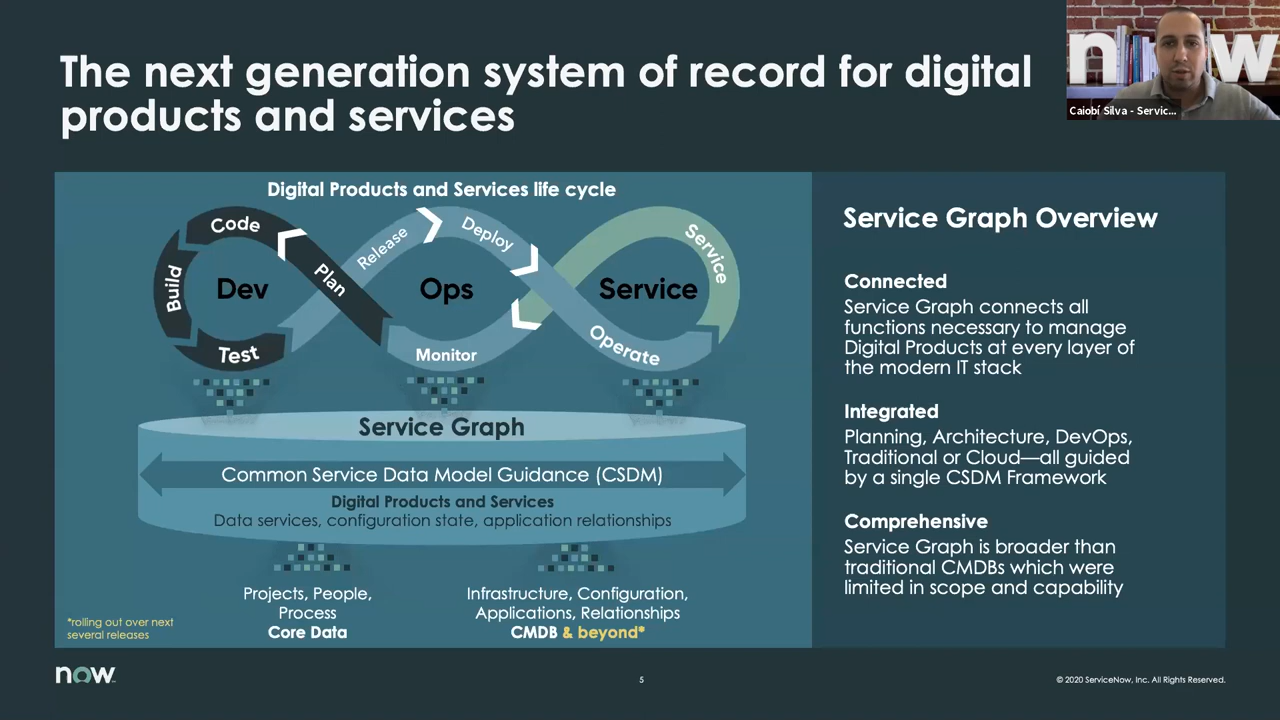 The next generation system of record for digital
products and services
now
Caiobí Silva - Servic...
Digital Products and Services life cycle
Code
Build
Test
Plan
Dev
Release
Deploy
Ops
Monitor
Service
Service
Operate
Service Graph
Common Service Data Model Guidance (CSDM)
Digital Products and Services
Data services, configuration state, application relationships
Projects, People,
Process
Core Data
Infrastructure, Configuration,
Applications, Relationships
CMDB & beyond*
*rolling out over next
several releases
Service Graph Overview
Connected
Service Graph connects all
functions necessary to manage
Digital Products at every layer of
the modern IT stack
Integrated
Planning, Architecture, DevOps,
Traditional or Cloud—all guided
by a single CSDM Framework
Comprehensive
Service Graph is broader than
traditional CMDBs which were
limited in scope and capability
now
5
© 2020 ServiceNow, Inc. All Rights Reserved.